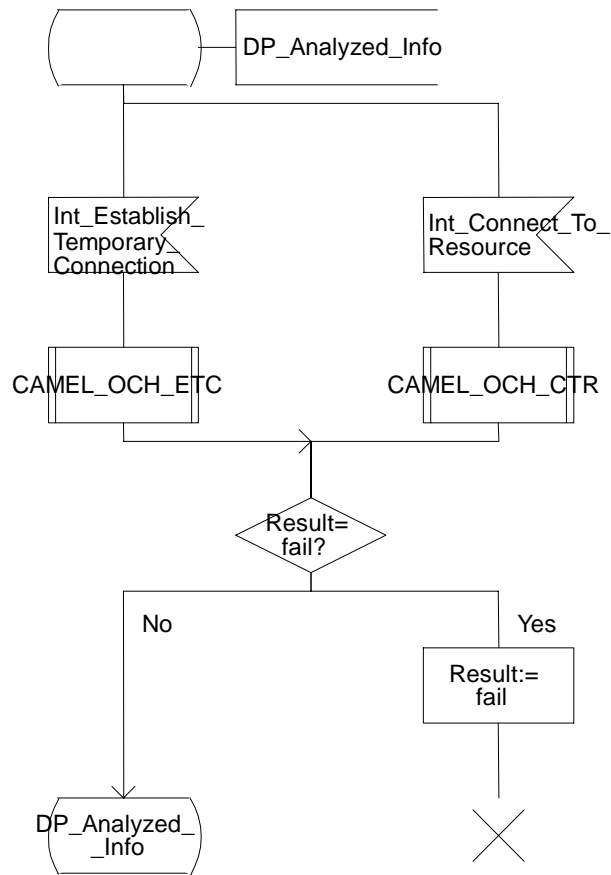 DP_Analyzed_Info
Int_Establish_
Temporary_
Connection
Int_Connect_To_
Resource
CAMEL_OCH_ETC
CAMEL_OCH_CTR
Result=
fail?
No
Yes
Result:=
fail
DP_Analyzed_
_Info